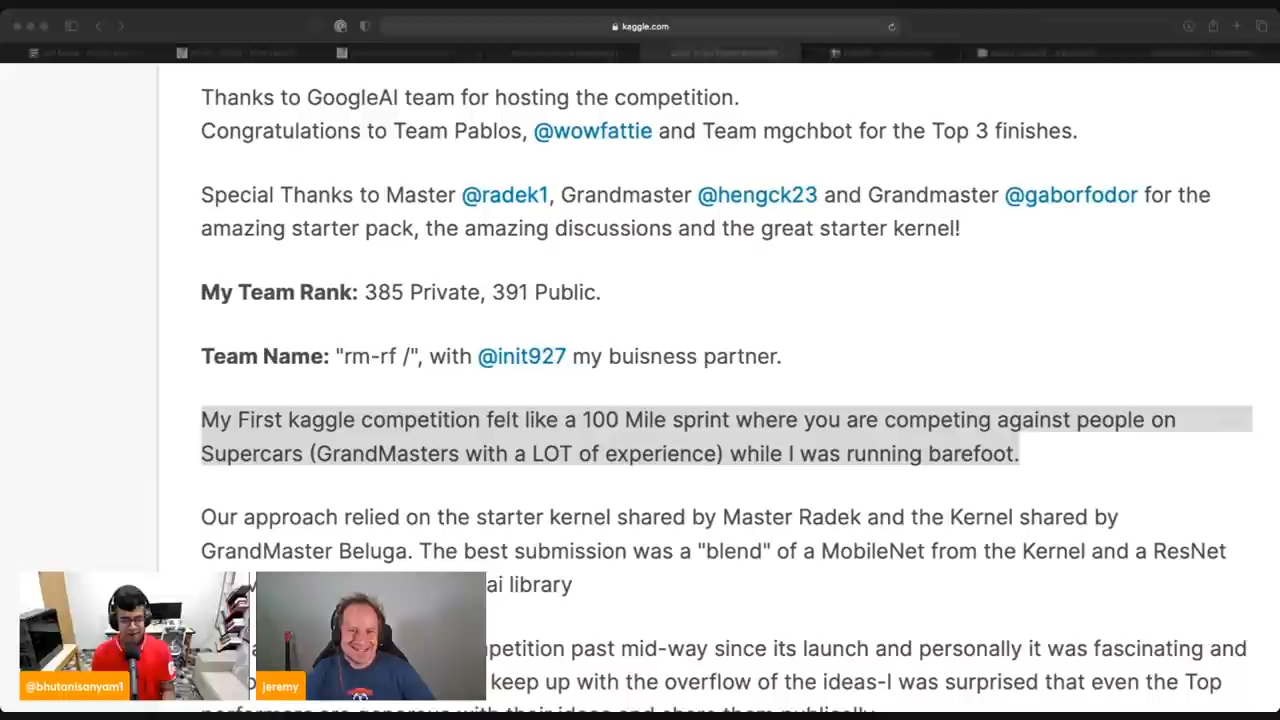 kaggle.com
Thanks to GoogleAI team for hosting the competition.
Congratulations to Team Pablos, @wowfattie and Team mgchbot for the Top 3 finishes.
Special Thanks to Master @radek1, Grandmaster @hengck23 and Grandmaster @gaborfodor for the
amazing starter pack, the amazing discussions and the great starter kernel!
My Team Rank: 385 Private, 391 Public.
Team Name: "rm-rf /", with @init927 my buisness partner.
My First kaggle competition felt like a 100 Mile sprint where you are competing against people on
Supercars (GrandMasters with a LOT of experience) while I was running barefoot.
Our approach relied on the starter kernel shared by Master Radek and the Kernel shared by
GrandMaster Beluga. The best submission was a "blend" of a MobileNet from the Kernel and a ResNet
ai library
petition past mid-way since its launch and personally it was fascinating and
keep up with the overflow of the ideas-I was surprised that even the Top
@bhutanisanyam1
jeremy